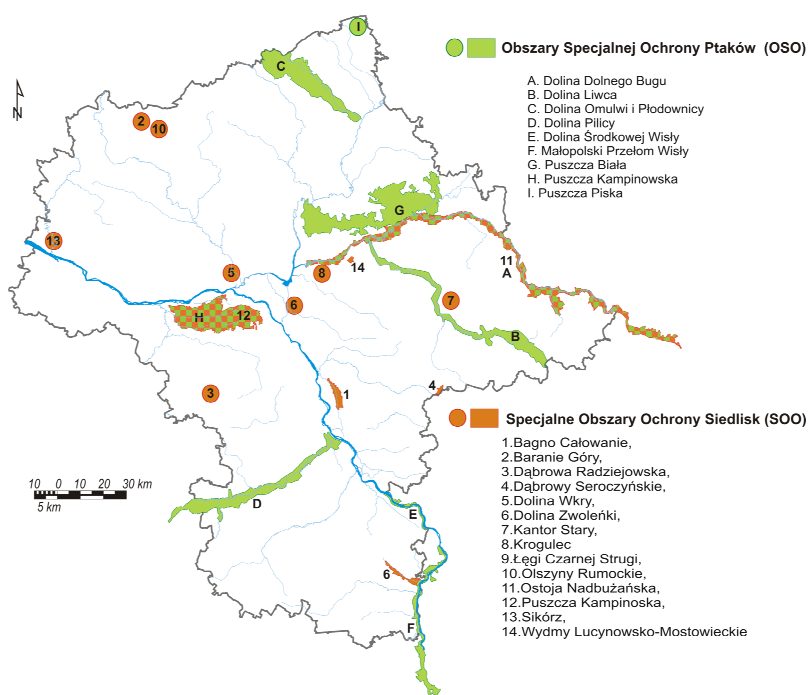 I
Obszary Specjalnej Ochrony Ptaków (OSO)
C
A. Dolina Dolnego Bugu
B. Dolina Liwca
C. Dolina Omulwi i Płodownicy
D. Dolina Pilicy
E. Dolina Środkowej Wisły
F. Małopolski Przełom Wisły
G. Puszcza Biała
H. Puszcza Kampinowska
I. Puszcza Piska
N
2
10
G
13
5
8
14
11
A
7
6
H
12
B
3
1
4
Specjalne Obszary Ochrony Siedlisk (SOO)
1.Bagno Całowanie,
2.Baranie Góry,
3.Dąbrowa Radziejowska,
4.Dąbrowy Seroczyńskie,
5.Dolina Wkry,
6.Dolina Zwoleńki,
7.Kantor Stary,
8.Krogulec
9.Łęgi Czarnej Strugi,
10.Olszyny Rumockie,
11.Ostoja Nadbużańska,
12.Puszcza Kampinoska,
13.Sikórz,
14.Wydmy Lucynowsko-Mostowieckie
10 0 10 20 30 km
5 km
D
E
6
F